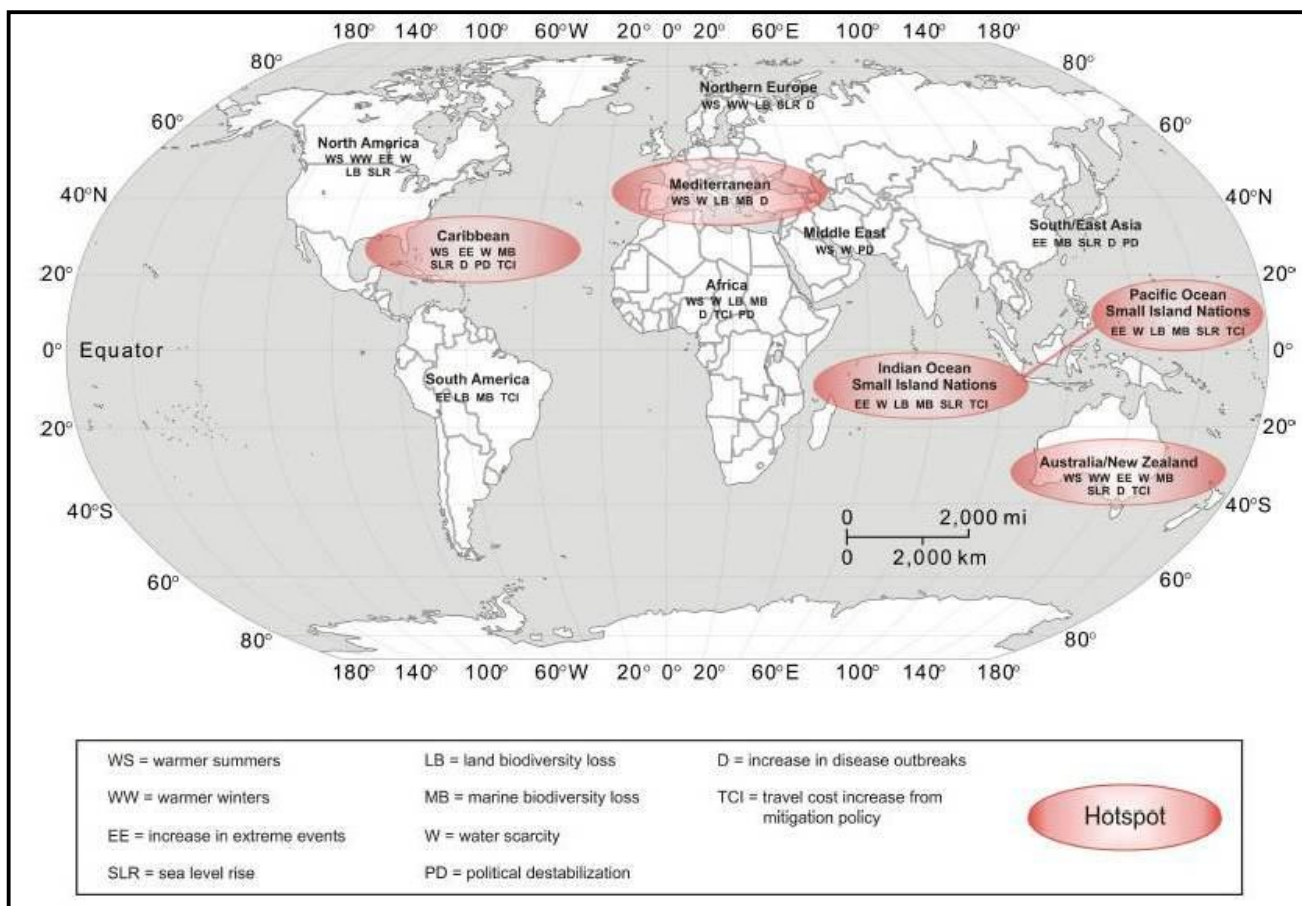 180° 140° 100° 60°W 20° 0° 20° 60°E 100° 140° 180°
80° 80°
Northern Europe
WS WW LB SLR D
60° 60°
North America
WS WW EE W
LB SLR
Mediterranean
WS W LB MB D
40°N 40°N
South/East Asia
EE MB SLR D PD
Middle East
WS W PD
Caribbean
WS EE W MB
SLR D PD TCI
20° 20°
Africa
WS W LB MB
D TCI PD
Pacific Ocean
Small Island Nations
EE W LB MB SLR TCI
0° Equator 0°
Indian Ocean
Small Island Nations
EE W LB MB SLR TCI
South America
EE LB MB TCI
20° 20°
Australia/New Zealand
WS WW EE W MB
SLR D TCI
40°S 40°S
0 2,000 mi
0 2,000 km
60° 60°
80° 80°
180° 140° 100° 60°W 20° 0° 20° 60°E 100° 140° 180°
WS = warmer summers
WW = warmer winters
EE = increase in extreme events
SLR = sea level rise
LB = land biodiversity loss
MB = marine biodiversity loss
W = water scarcity
PD = political destabilization
D = increase in disease outbreaks
TCI = travel cost increase from
mitigation policy
Hotspot